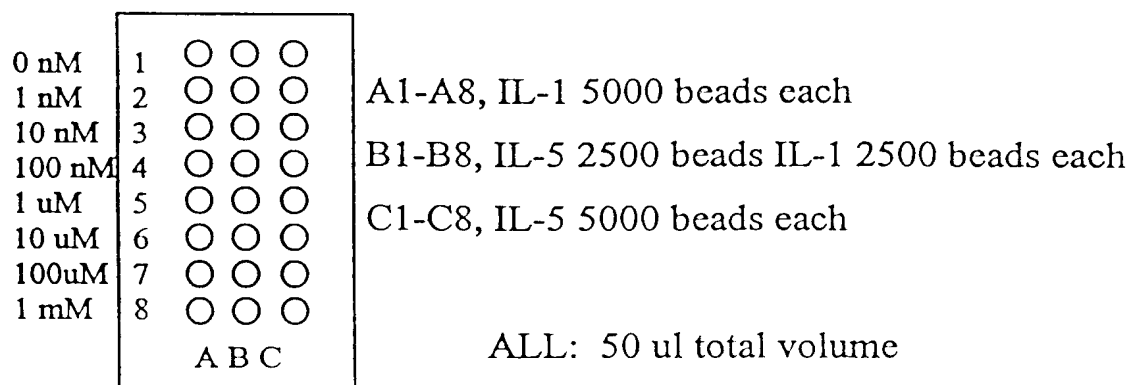 0 nM 1
1 nM 2
A1-A8, IL-1 5000 beads each
10 nM 3
B1-B8, IL-5 2500 beads IL-1 2500 beads each
100 nM 4
1 uM 5
C1-C8, IL-5 5000 beads each
10 uM 6
100uM 7
1 mM 8
A B C
ALL: 50 ul total volume